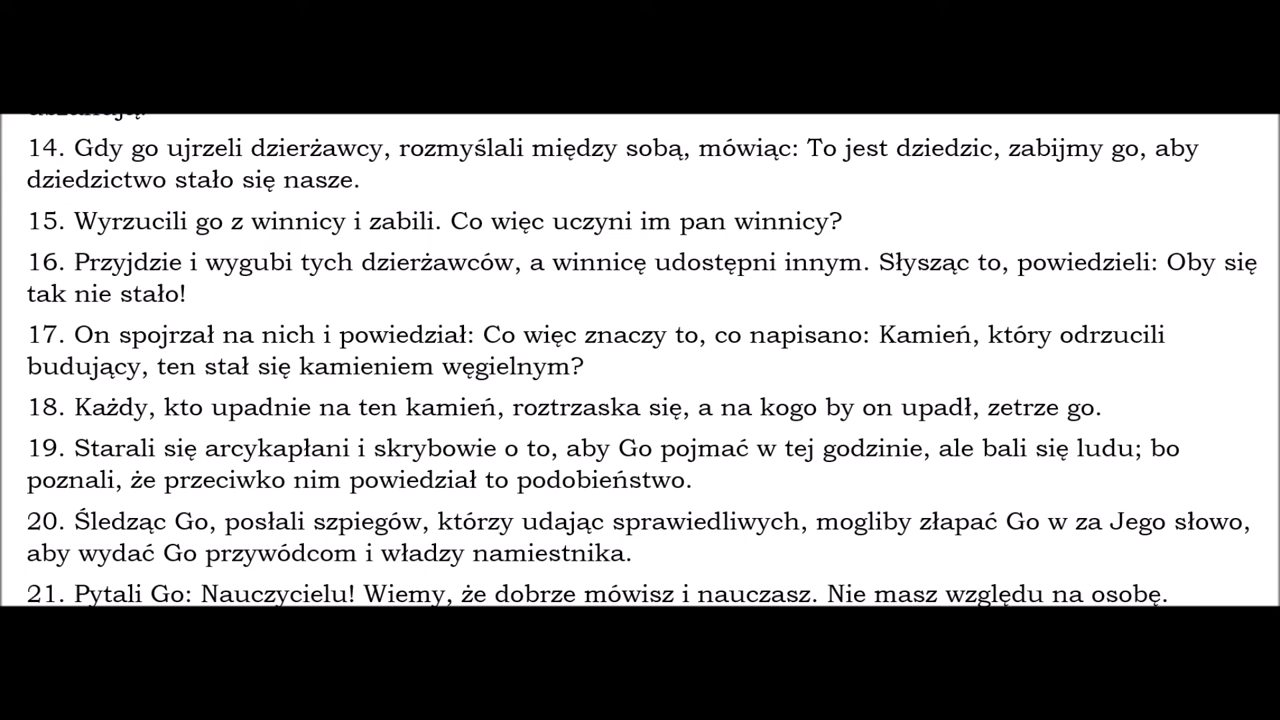 14. Gdy go ujrzeli dzierżawcy, rozmyślali między sobą, mówiąc: To jest dziedzic, zabijmy go, aby
dziedzictwo stało się nasze.
15. Wyrzucili go z winnicy i zabili. Co więc uczyni im pan winnicy?
16. Przyjdzie i wygubi tych dzierżawców, a winnicę udostępni innym. Słysząc to, powiedzieli: Oby się
tak nie stało!
17. On spojrzał na nich i powiedział: Co więc znaczy to, co napisano: Kamień, który odrzucili
budujący, ten stał się kamieniem węgielnym?
18. Każdy, kto upadnie na ten kamień, roztrzaska się, a na kogo by on upadł, zetrze go.
19. Starali się arcykapłani i skrybowie o to, aby Go pojmać w tej godzinie, ale bali się ludu; bo
poznali, że przeciwko nim powiedział to podobieństwo.
20. Śledząc Go, posłali szpiegów, którzy udając sprawiedliwych, mogliby złapać Go w za Jego słowo,
aby wydać Go przywódcom i władzy namiestnika.
21. Pytali Go: Nauczycielu! Wiemy, że dobrze mówisz i nauczasz. Nie masz względu na osobę.